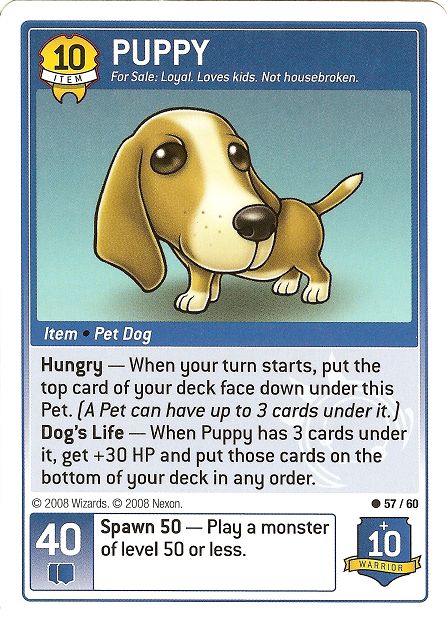 10
ITEM
PUPPY
For Sale: Loyal. Loves kids. Not housebroken.
Item • Pet Dog
Hungry — When your turn starts, put the
top card of your deck face down under this
Pet. (A Pet can have up to 3 cards under it.)
Dog's Life — When Puppy has 3 cards under
it, get +30 HP and put those cards on the
bottom of your deck in any order.
© 2008 Wizards. © 2008 Nexon.
● 57 / 60
40
Spawn 50 — Play a monster
of level 50 or less.
+
10
WARRIOR